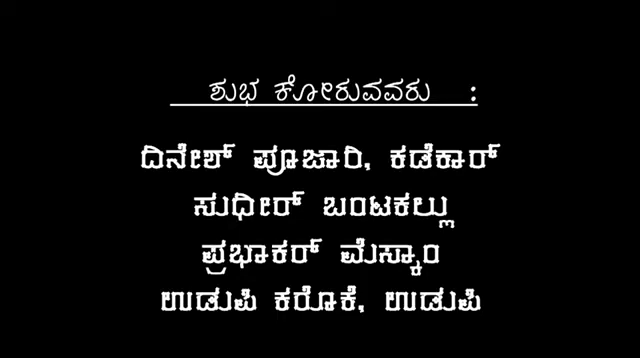 ಶುಭ ಕೋರುವವರು :
ದಿನೇಶ್ ಪೂಜಾರಿ, ಕಡೆಕಾರ್
ಸುಧೀರ್ ಬಂಟಕಲ್ಲು
ಪ್ರಭಾಕರ್ ಮೆಸ್ಕಾಂ
ಉಡುಪಿ ಕರೊಕೆ, ಉಡುಪಿ